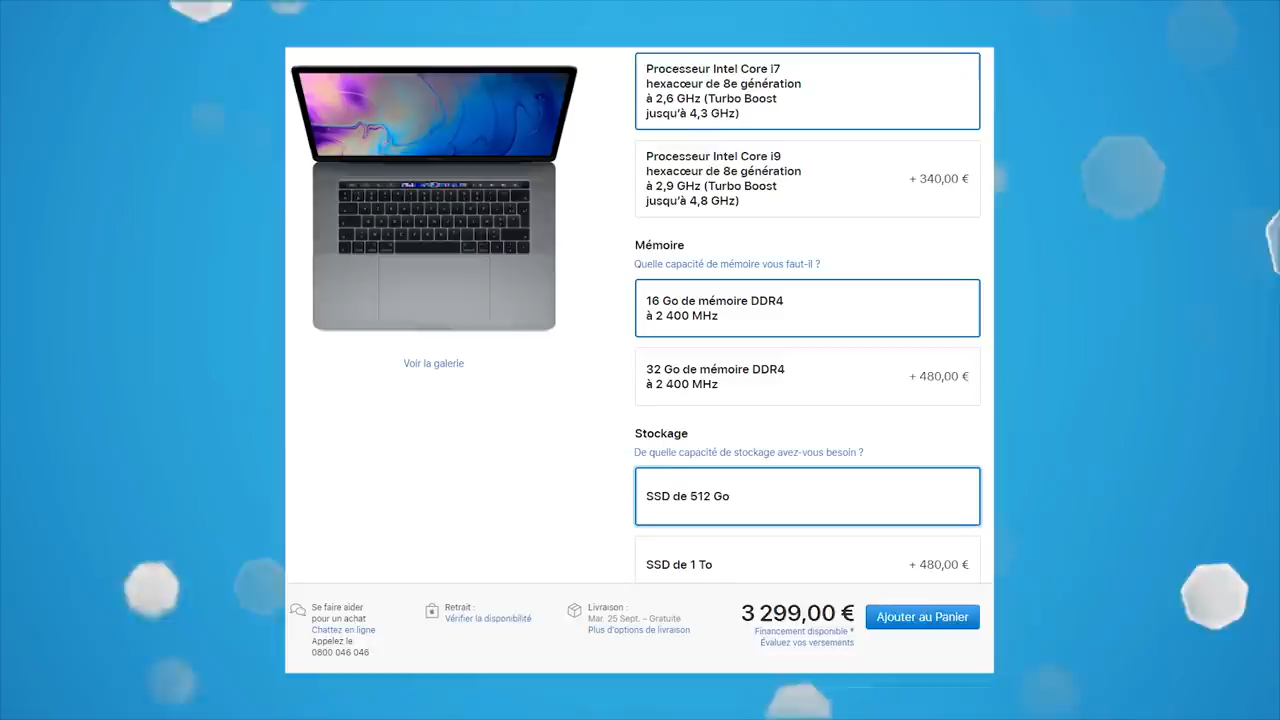 Processeur Intel Core i7
hexacœur de 8e génération
à 2,6 GHz (Turbo Boost
jusqu'à 4,3 GHz)
Processeur Intel Core i9
hexacœur de 8e génération
à 2,9 GHz (Turbo Boost
jusqu'à 4,8 GHz)
+ 340,00 €
Mémoire
Quelle capacité de mémoire vous faut-il ?
16 Go de mémoire DDR4
à 2 400 MHz
32 Go de mémoire DDR4
à 2 400 MHz
+ 480,00 €
Voir la galerie
Stockage
De quelle capacité de stockage avez-vous besoin ?
SSD de 512 Go
SSD de 1 To
+ 480,00 €
Se faire aider
pour un achat
Chattez en ligne
Appelez le
0800 046 046
Retrait :
Vérifier la disponibilité
Livraison :
Mar. 25 Sept. – Gratuite
Plus d'options de livraison
3 299,00 €
Financement disponible *
Évaluez vos versements
Ajouter au Panier